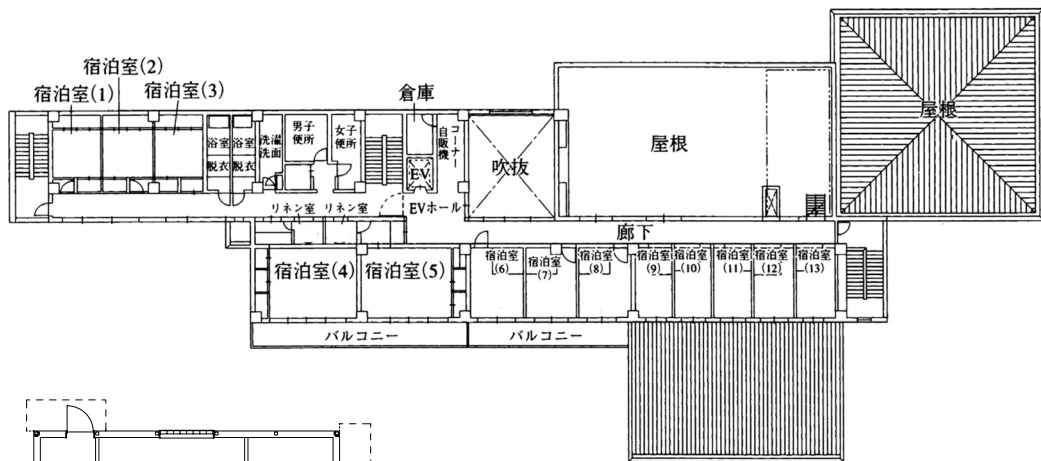 宿泊室(2)
宿泊室(1)
宿泊室(3)
倉庫
屋根
浴室
浴室
脱衣
脱衣
洗濯
洗面
男子
便所
女子
便所
自販機
コーナー
EV
吹抜
屋根
リネン室
リネン室
EVホール
廊下
宿泊室(4)
宿泊室(5)
宿泊室
(6)
宿泊室
(7)
宿泊室
(8)
宿泊室
(9)
宿泊室
(10)
宿泊室
(11)
宿泊室
(12)
宿泊室
(13)
バルコニー
バルコニー